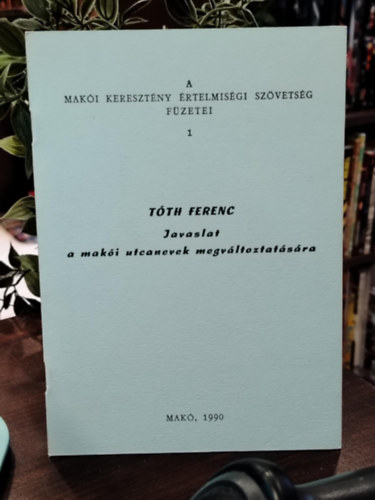 A
MAKÓI KERESZTÉNY ÉRTELMISÉGI SZÖVETSÉG
FÜZETEI
1
TÓTH FERENC
Javaslat
a makói utcanevek megváltoztatására
MAKÓ, 1990